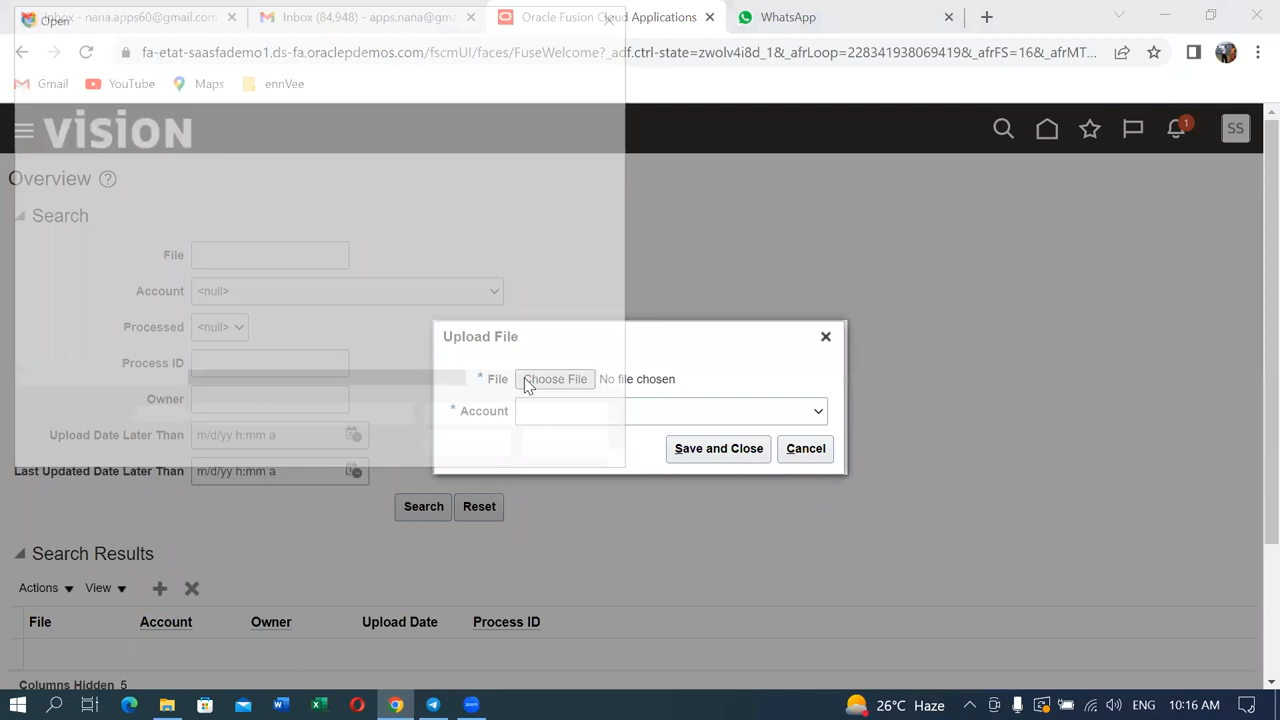 Open
Inbox - nana.apps60@gmail.com
Inbox (84,948) - apps.nana@gm
Oracle Fusion Cloud Applications
WhatsApp
fa-etat-saasfademo1.ds-fa.oraclepdemos.com/fscmUI/faces/FuseWelcome?_adf.ctrl-state=zwolv4i8d_1&_afrLoop=228341938069419&_afrFS=16&_afrMT...
Gmail
YouTube
Maps
ennVee
VISION
1
SS
Overview
Search
File
Account <null>
Processed <null>
Process ID
Owner
Upload Date Later Than m/d/yy h:mm a
Last Updated Date Later Than m/d/yy h:mm a
Search Reset
Upload File
* File Choose File No file chosen
* Account
Save and Close Cancel
Search Results
Actions View
File Account Owner Upload Date Process ID
Columns Hidden 5
26°C Haze ENG 10:16 AM